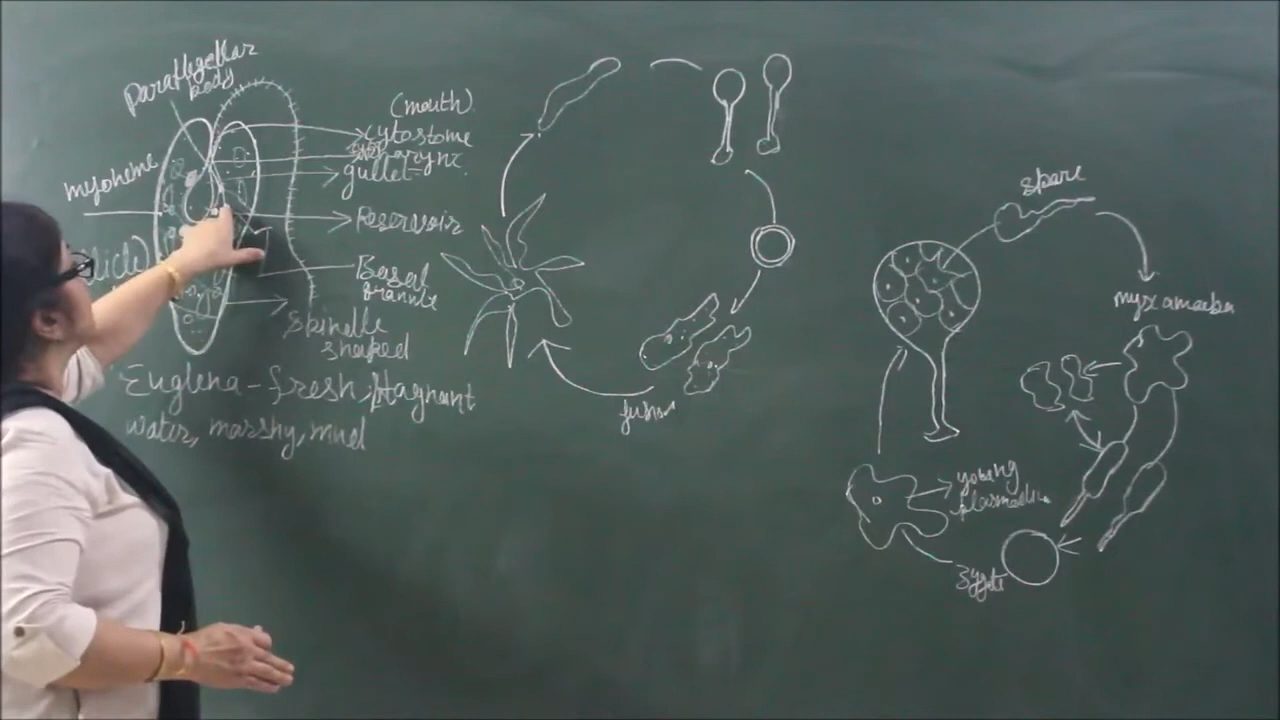 Paraflagellar
body
(mouth)
cytostome
gullet
myoneme
Reservoir
Basal
granule
Spindle
shaped
Euglena - fresh, stagnant
water, marshy, mud
fusion
spore
myxamoeba
young
zygote